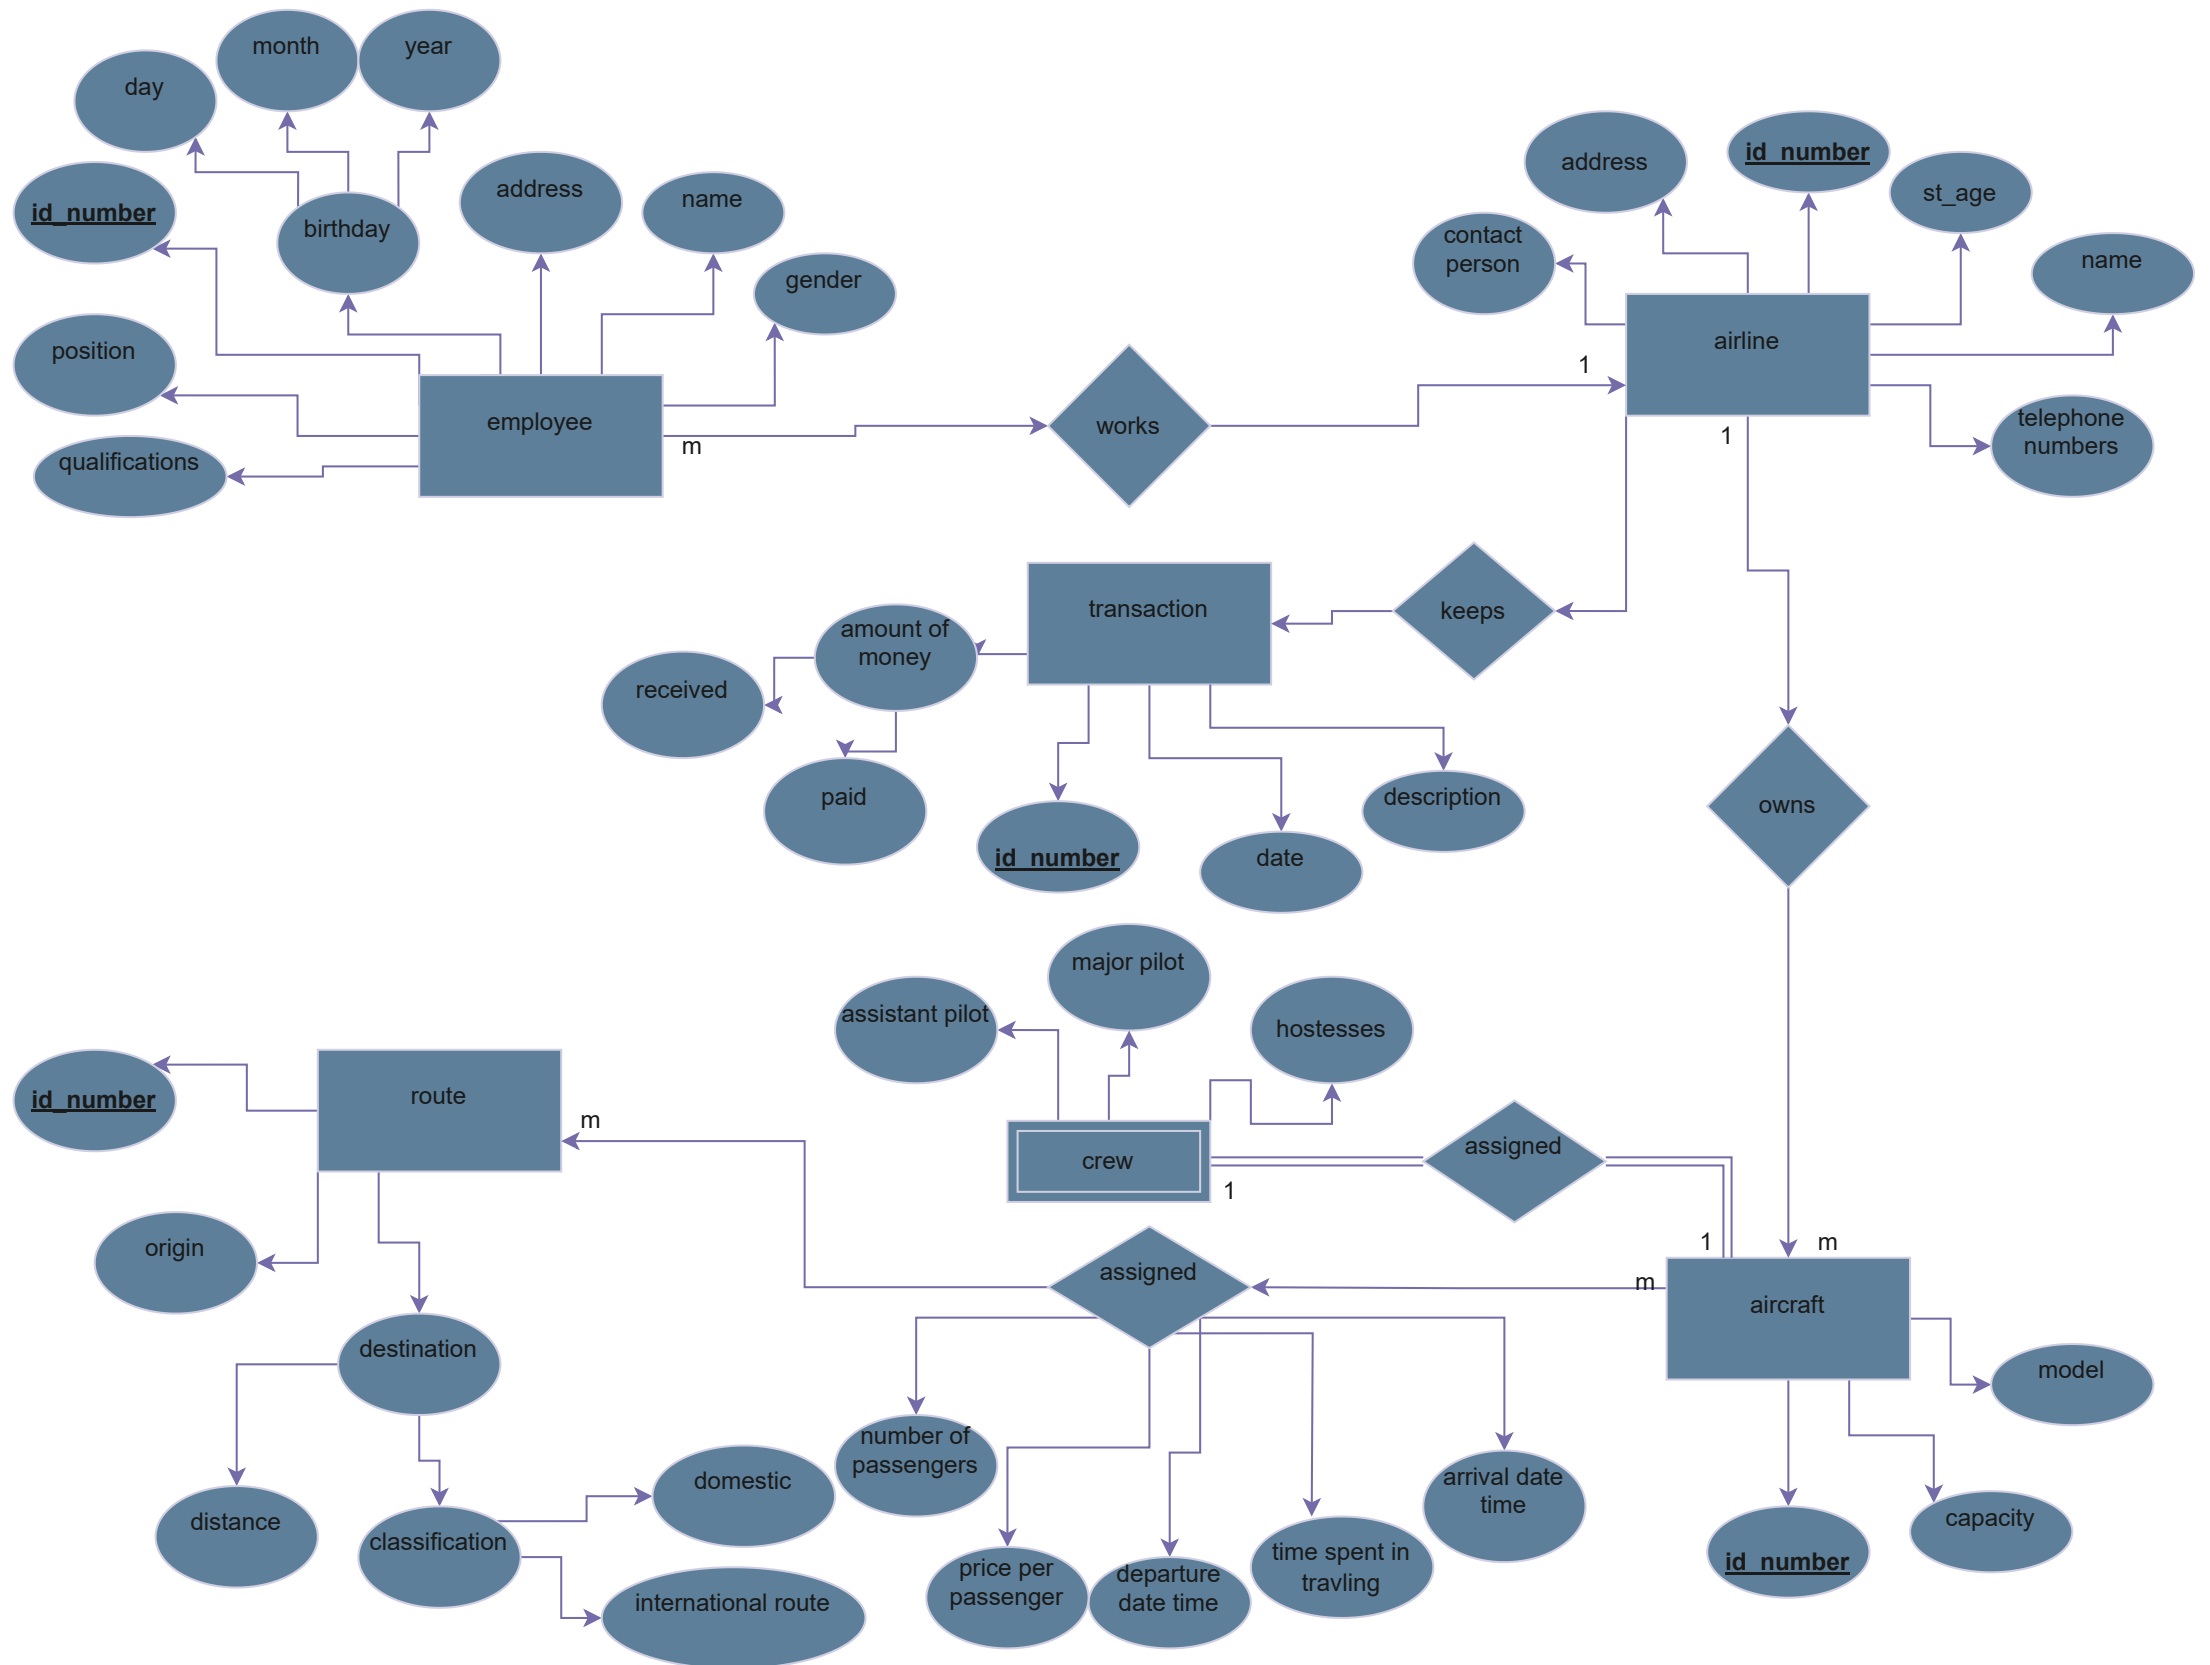 month
year
day
address
id_number
id_number
address
st_age
name
id_number
birthday
contact
person
name
gender
airline
position
1
employee
works
telephone
numbers
1
m
qualifications
transaction
keeps
amount of
money
received
paid
description
owns
id_number
date
major pilot
assistant pilot
hostesses
route
id_number
m
crew
assigned
1
origin
1
m
assigned
m
aircraft
destination
model
number of
passengers
domestic
arrival date
time
distance
classification
capacity
time spent in
travling
id_number
price per
passenger
departure
date time
international route